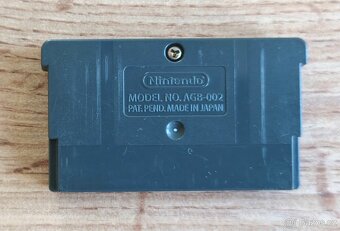 Nintendo
MODEL NO. AGB-002
PAT. PEND. MADE IN JAPAN